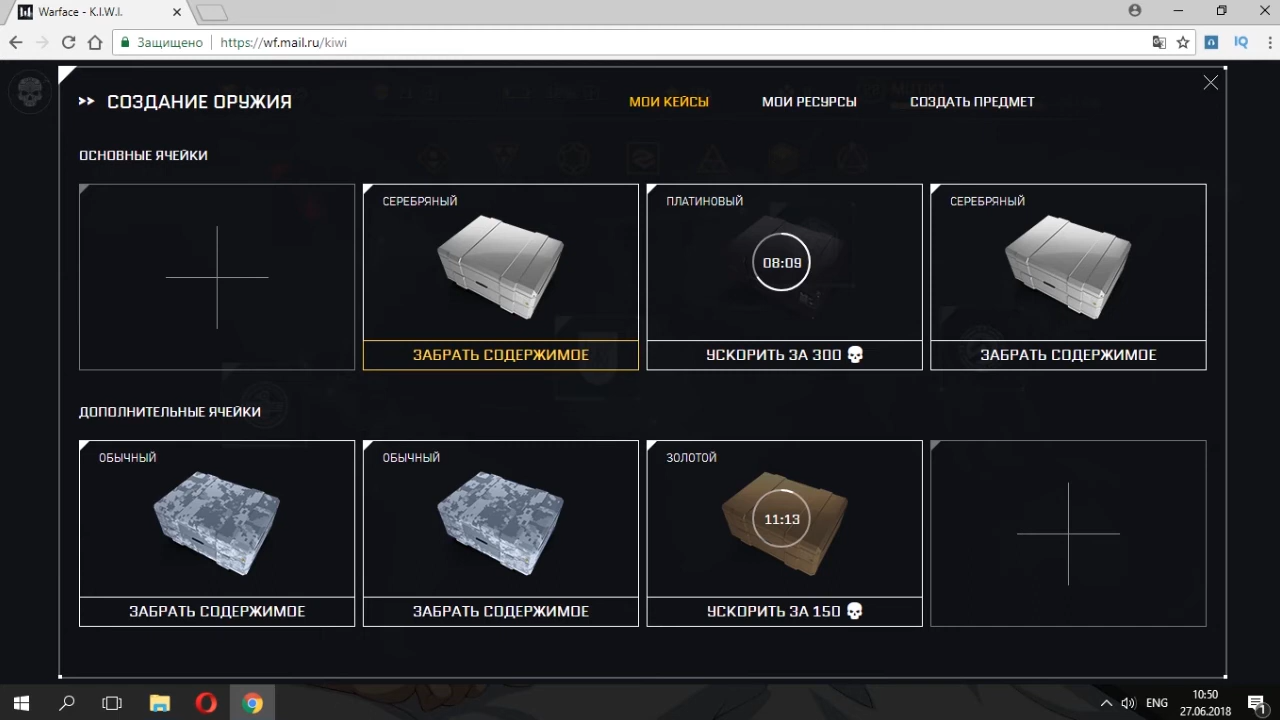 Warface - K.I.W.I.
Защищено https://wf.mail.ru/kiwi
>> СОЗДАНИЕ ОРУЖИЯ
МОИ КЕЙСЫ
МОИ РЕСУРСЫ
СОЗДАТЬ ПРЕДМЕТ
ОСНОВНЫЕ ЯЧЕЙКИ
СЕРЕБРЯНЫЙ
ЗАБРАТЬ СОДЕРЖИМОЕ
ПЛАТИНОВЫЙ
08:09
УСКОРИТЬ ЗА 300
СЕРЕБРЯНЫЙ
ЗАБРАТЬ СОДЕРЖИМОЕ
ДОПОЛНИТЕЛЬНЫЕ ЯЧЕЙКИ
ОБЫЧНЫЙ
ЗАБРАТЬ СОДЕРЖИМОЕ
ОБЫЧНЫЙ
ЗАБРАТЬ СОДЕРЖИМОЕ
ЗОЛОТОЙ
11:13
УСКОРИТЬ ЗА 150
ENG
10:50
27.06.2018
1